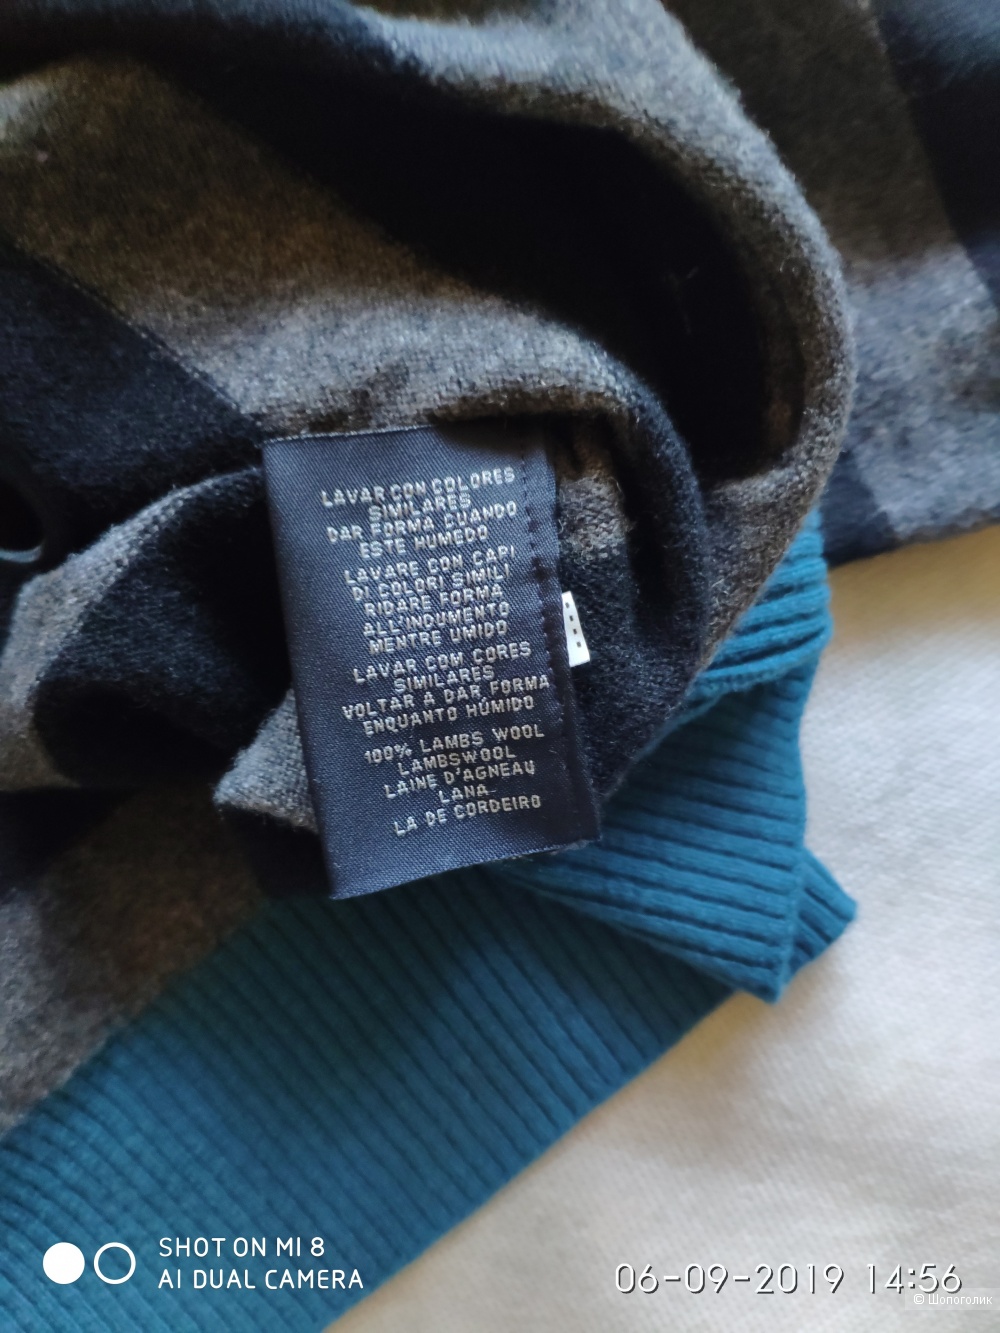 LAVAR CON COLORES
SIMILARES
DAR FORMA CUANDO
ESTE HUMEDO
LAVARE CON CAPI
DI COLORI SIMILI
RIDARE FORMA
ALL'INDUMENTO
MENTRE UMIDO
LAVAR COM CORES
SIMILARES
VOLTAR A DAR FORMA
ENQUANTO HÚMIDO
100% LAMBS WOOL
LAMBSWOOL
LAINE D'AGNEAU
LANA
LA DE CORDEIRO
SHOT ON MI 8
AI DUAL CAMERA
06-09-2019 14:56
© Шопоголик